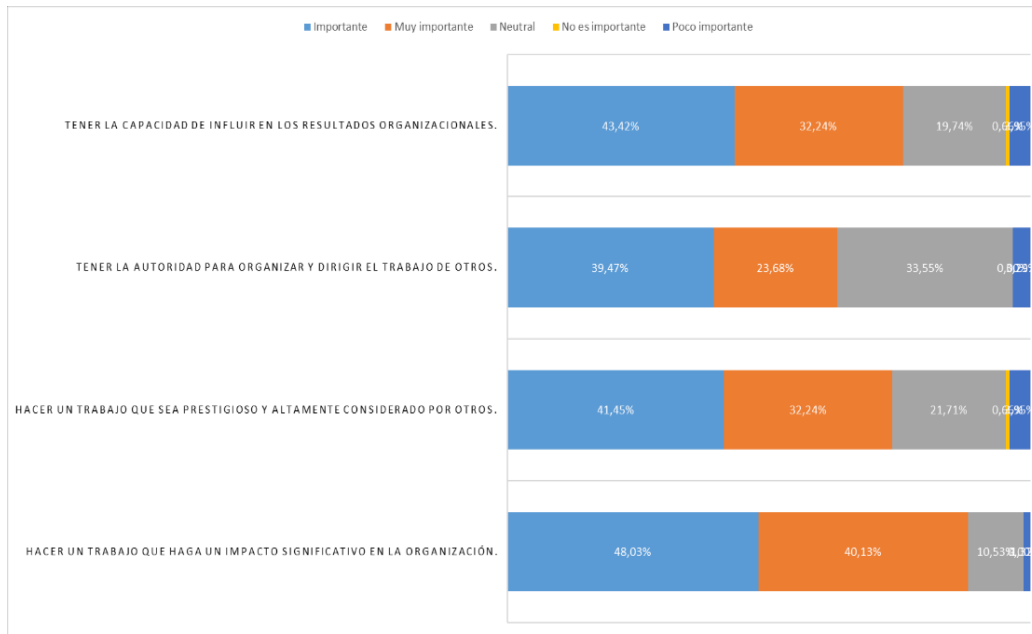 Importante Muy importante Neutral No es importante Poco importante
TENER LA CAPACIDAD DE INFLUIR EN LOS RESULTADOS ORGANIZACIONALES.
43,42% 32,24% 19,74%
TENER LA AUTORIDAD PARA ORGANIZAR Y DIRIGIR EL TRABAJO DE OTROS.
39,47% 23,68% 33,55%
HACER UN TRABAJO QUE SEA PRESTIGIOSO Y ALTAMENTE CONSIDERADO POR OTROS.
41,45% 32,24% 21,71%
HACER UN TRABAJO QUE HAGA UN IMPACTO SIGNIFICATIVO EN LA ORGANIZACIÓN.
48,03% 40,13% 10,53%